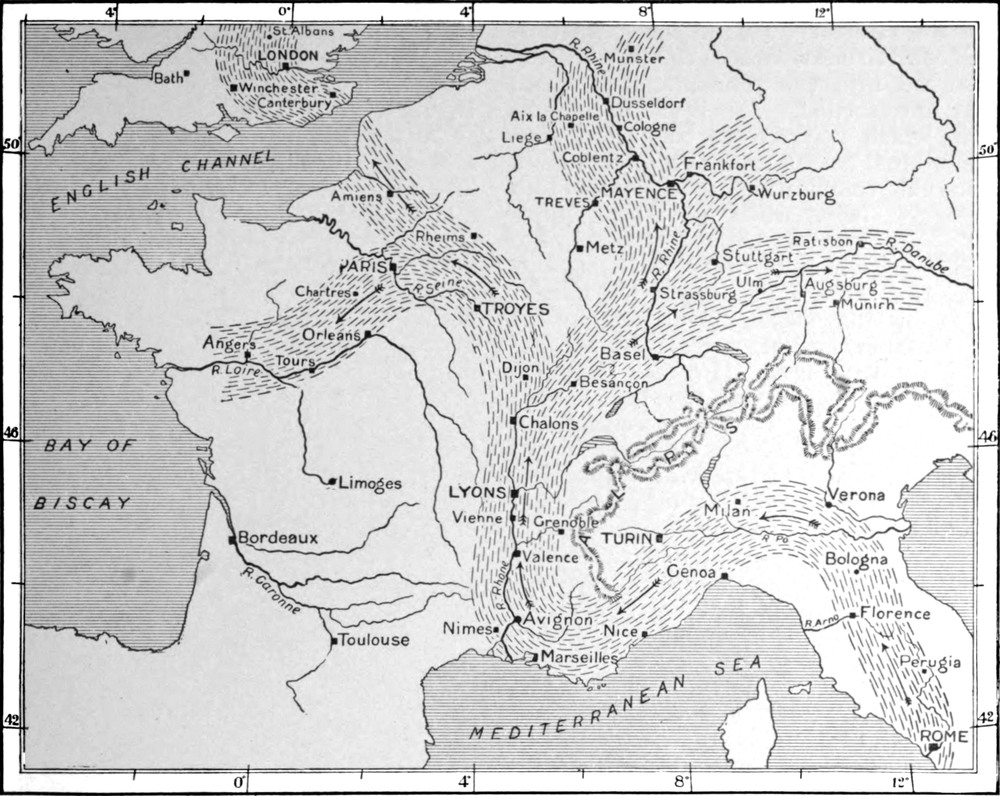 4°
0°
4°
8°
12°
St. Albans
LONDON
Bath
Winchester
Canterbury
R. Rhine
Munster
Dusseldorf
Aix la Chapelle
Cologne
Liege
50°
50°
Coblentz
Frankfort
ENGLISH CHANNEL
MAYENCE
Wurzburg
Amiens
TREVES
Rheims
Metz
Ratisbon
R. Danube
PARIS
R. Rhine
Stuttgart
Chartres
R. Seine
Strassburg
Ulm
Augsburg
TROYES
Munirh
Orleans
Angers
Basel
Tours
R. Loire
Dijon
Besançon
Chalons
46
46
BAY OF
BISCAY
ALPS
Limoges
LYONS
Verona
Vienne
Milan
Grenoble
Bordeaux
TURIN
R. Po
Valence
Bologna
Genoa
R. Garonne
R. Rhone
Avignon
Florence
R. Arno
Nimes
Nice
Toulouse
Marseilles
Perugia
MEDITERRANEAN SEA
42
42
ROME
0°
4
8°
12°